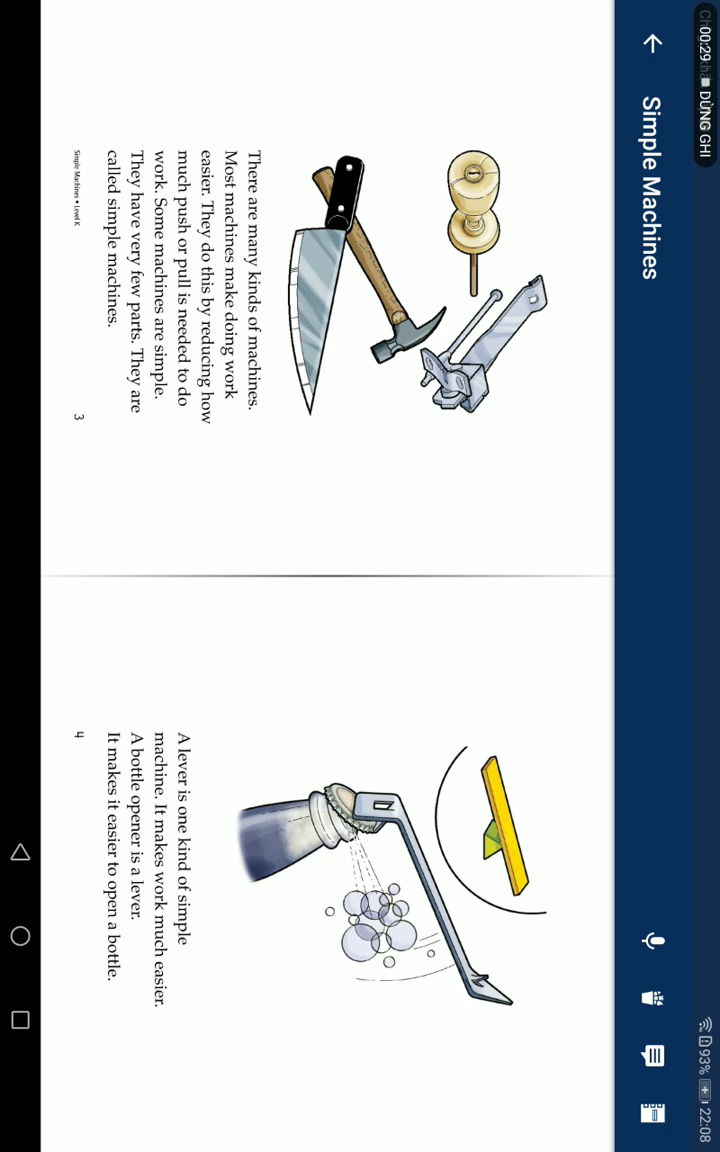 00:29 ■ DỪNG GHI
93% 22:08
Simple Machines
There are many kinds of machines.
Most machines make doing work
easier. They do this by reducing how
much push or pull is needed to do
work. Some machines are simple.
They have very few parts. They are
called simple machines.
Simple Machines • Level K
3
A lever is one kind of simple
machine. It makes work much easier.
A bottle opener is a lever.
It makes it easier to open a bottle.
4